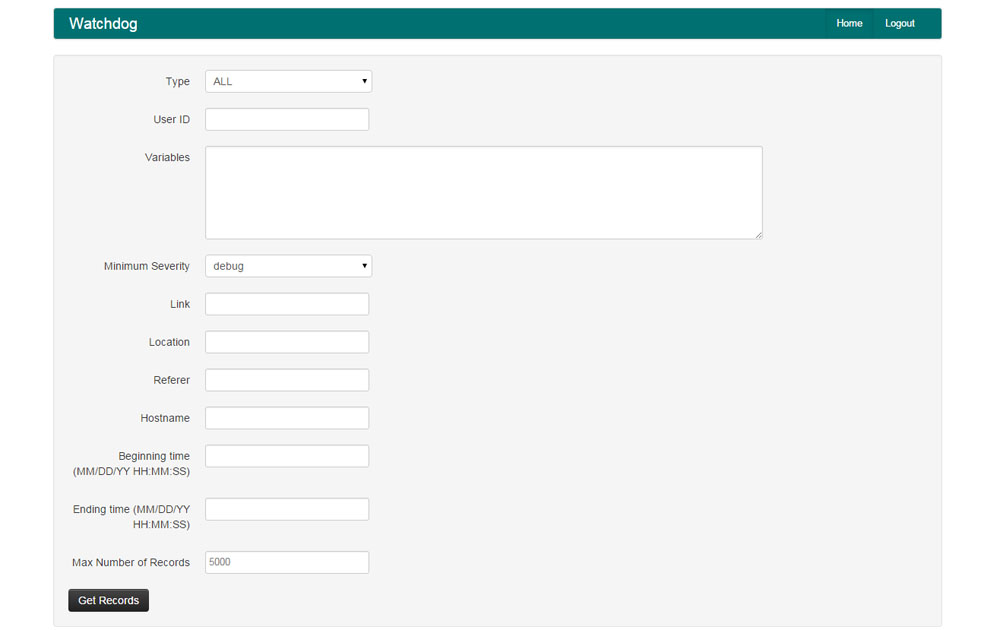 Watchdog
Home
Logout
Type
ALL
User ID
Variables
Minimum Severity
debug
Link
Location
Referer
Hostname
Beginning time
(MM/DD/YY HH:MM:SS)
Ending time (MM/DD/YY
HH:MM:SS)
Max Number of Records
5000
Get Records